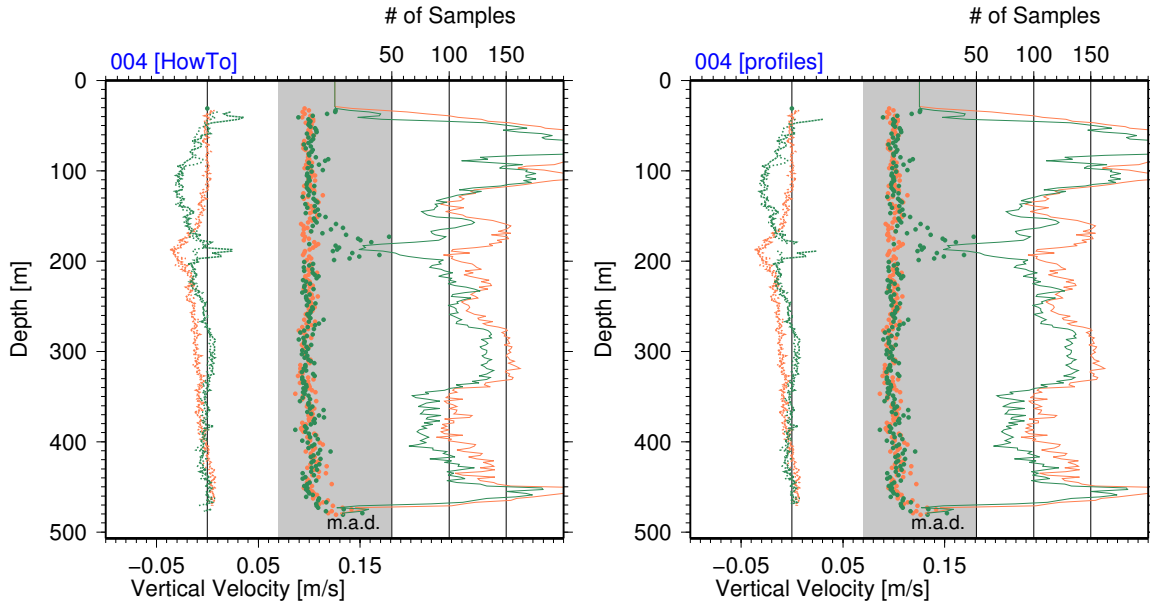 # of Samples
004 [HowTo]
50 100 150
0
100
200
300
400
500
Depth [m]
m.a.d.
−0.05 0.05 0.15
Vertical Velocity [m/s]
# of Samples
004 [profiles]
50 100 150
0
100
200
300
400
500
Depth [m]
m.a.d.
−0.05 0.05 0.15
Vertical Velocity [m/s]